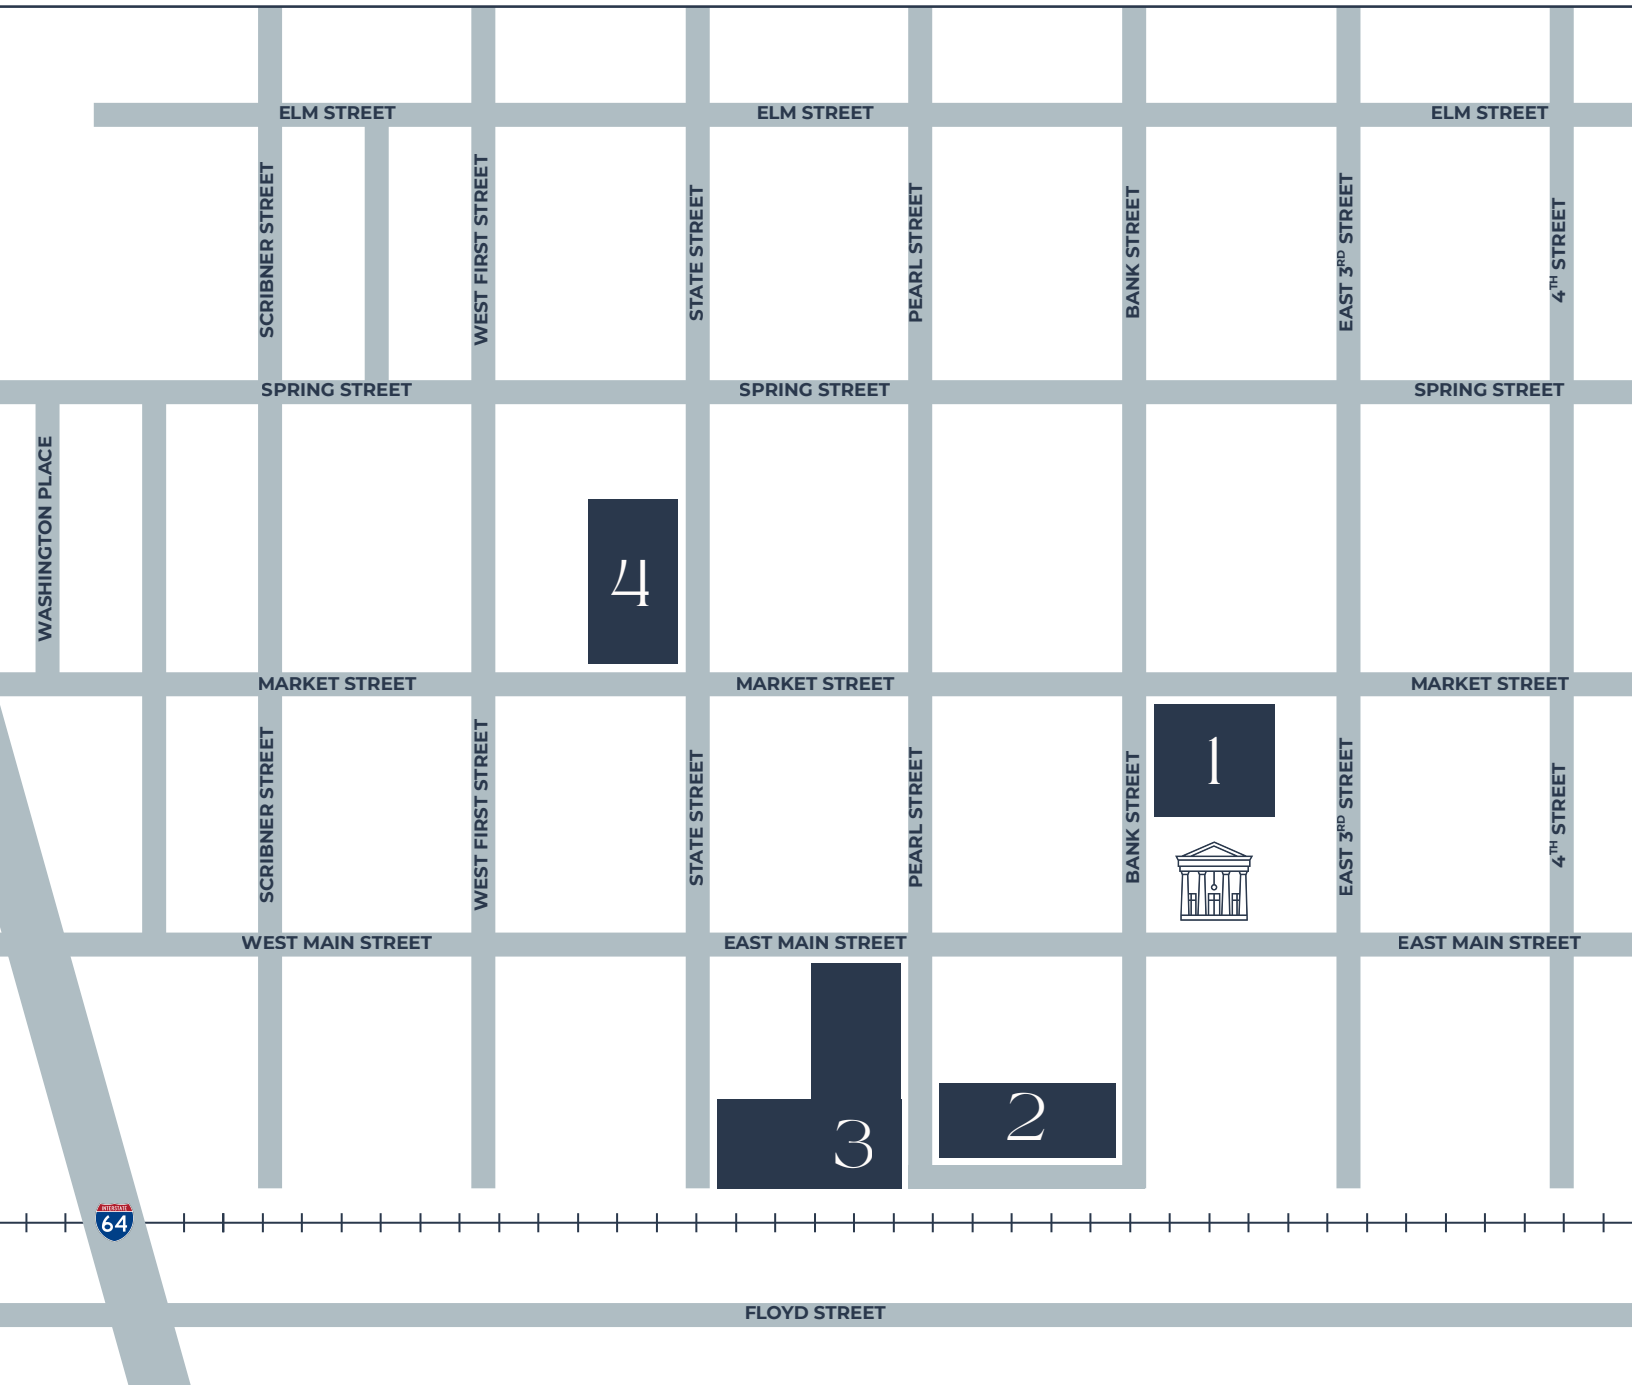 ELM STREET
ELM STREET
ELM STREET
SCRIBNER STREET
WEST FIRST STREET
STATE STREET
PEARL STREET
BANK STREET
EAST 3RD STREET
4TH STREET
SPRING STREET
SPRING STREET
SPRING STREET
WASHINGTON PLACE
4
MARKET STREET
MARKET STREET
MARKET STREET
SCRIBNER STREET
WEST FIRST STREET
STATE STREET
PEARL STREET
BANK STREET
1
EAST 3RD STREET
4TH STREET
WEST MAIN STREET
EAST MAIN STREET
EAST MAIN STREET
3
2
INTERSTATE
64
FLOYD STREET